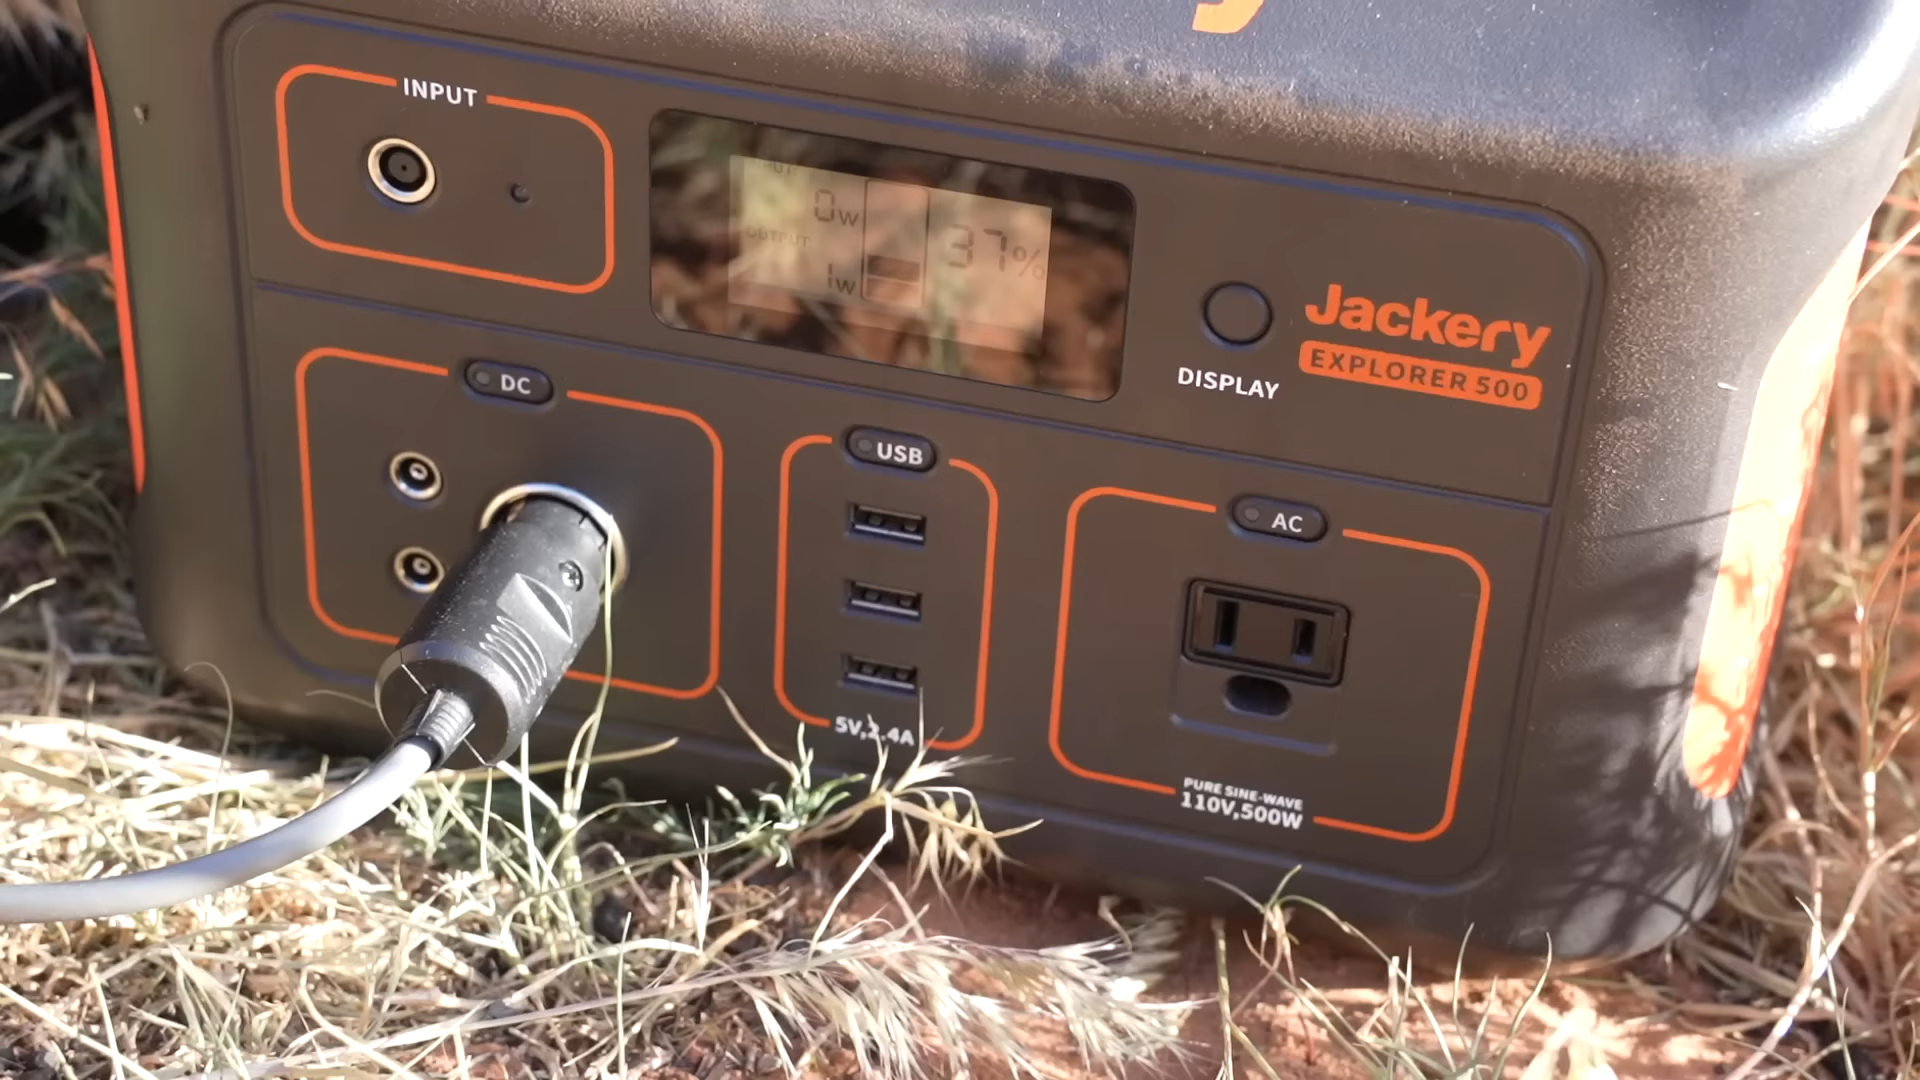 INPUT
0w
OUTPUT
1w
37%
DISPLAY
Jackery
EXPLORER 500
DC
USB
5V,2.4A
AC
PURE SINE-WAVE
110V,500W